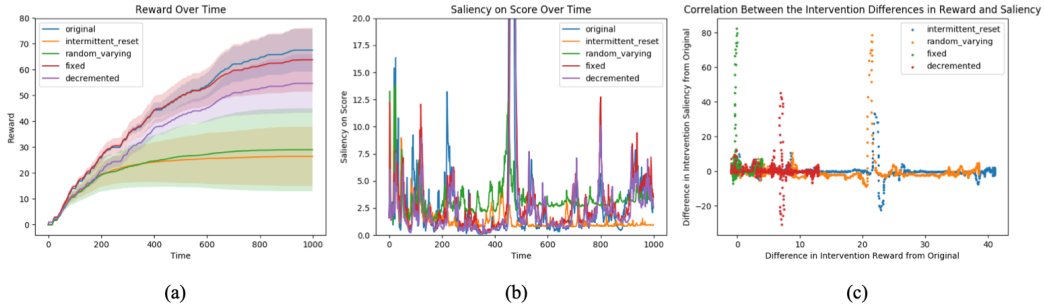 Reward Over Time
original
intermittent_reset
random_varying
fixed
decremented
Reward
80
70
60
50
40
30
20
10
0
0 200 400 600 800 1000
Time
(a)
Saliency on Score Over Time
original
intermittent_reset
random_varying
fixed
decremented
Saliency on Score
20.0
17.5
15.0
12.5
10.0
7.5
5.0
2.5
0.0
0 200 400 600 800 1000
Time
(b)
Correlation Between the Intervention Differences in Reward and Saliency
intermittent_reset
random_varying
fixed
decremented
Difference in Intervention Saliency from Original
80
60
40
20
0
−20
0 10 20 30 40
Difference in Intervention Reward from Original
(c)